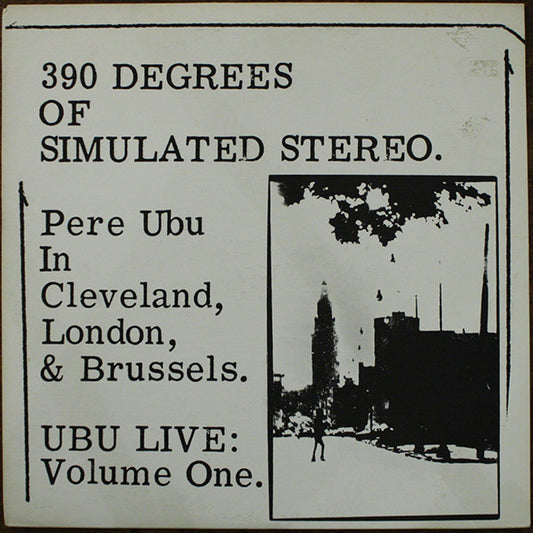 390 DEGREES
OF
SIMULATED STEREO.
Pere Ubu
In
Cleveland,
London,
& Brussels.
UBU LIVE:
Volume One.